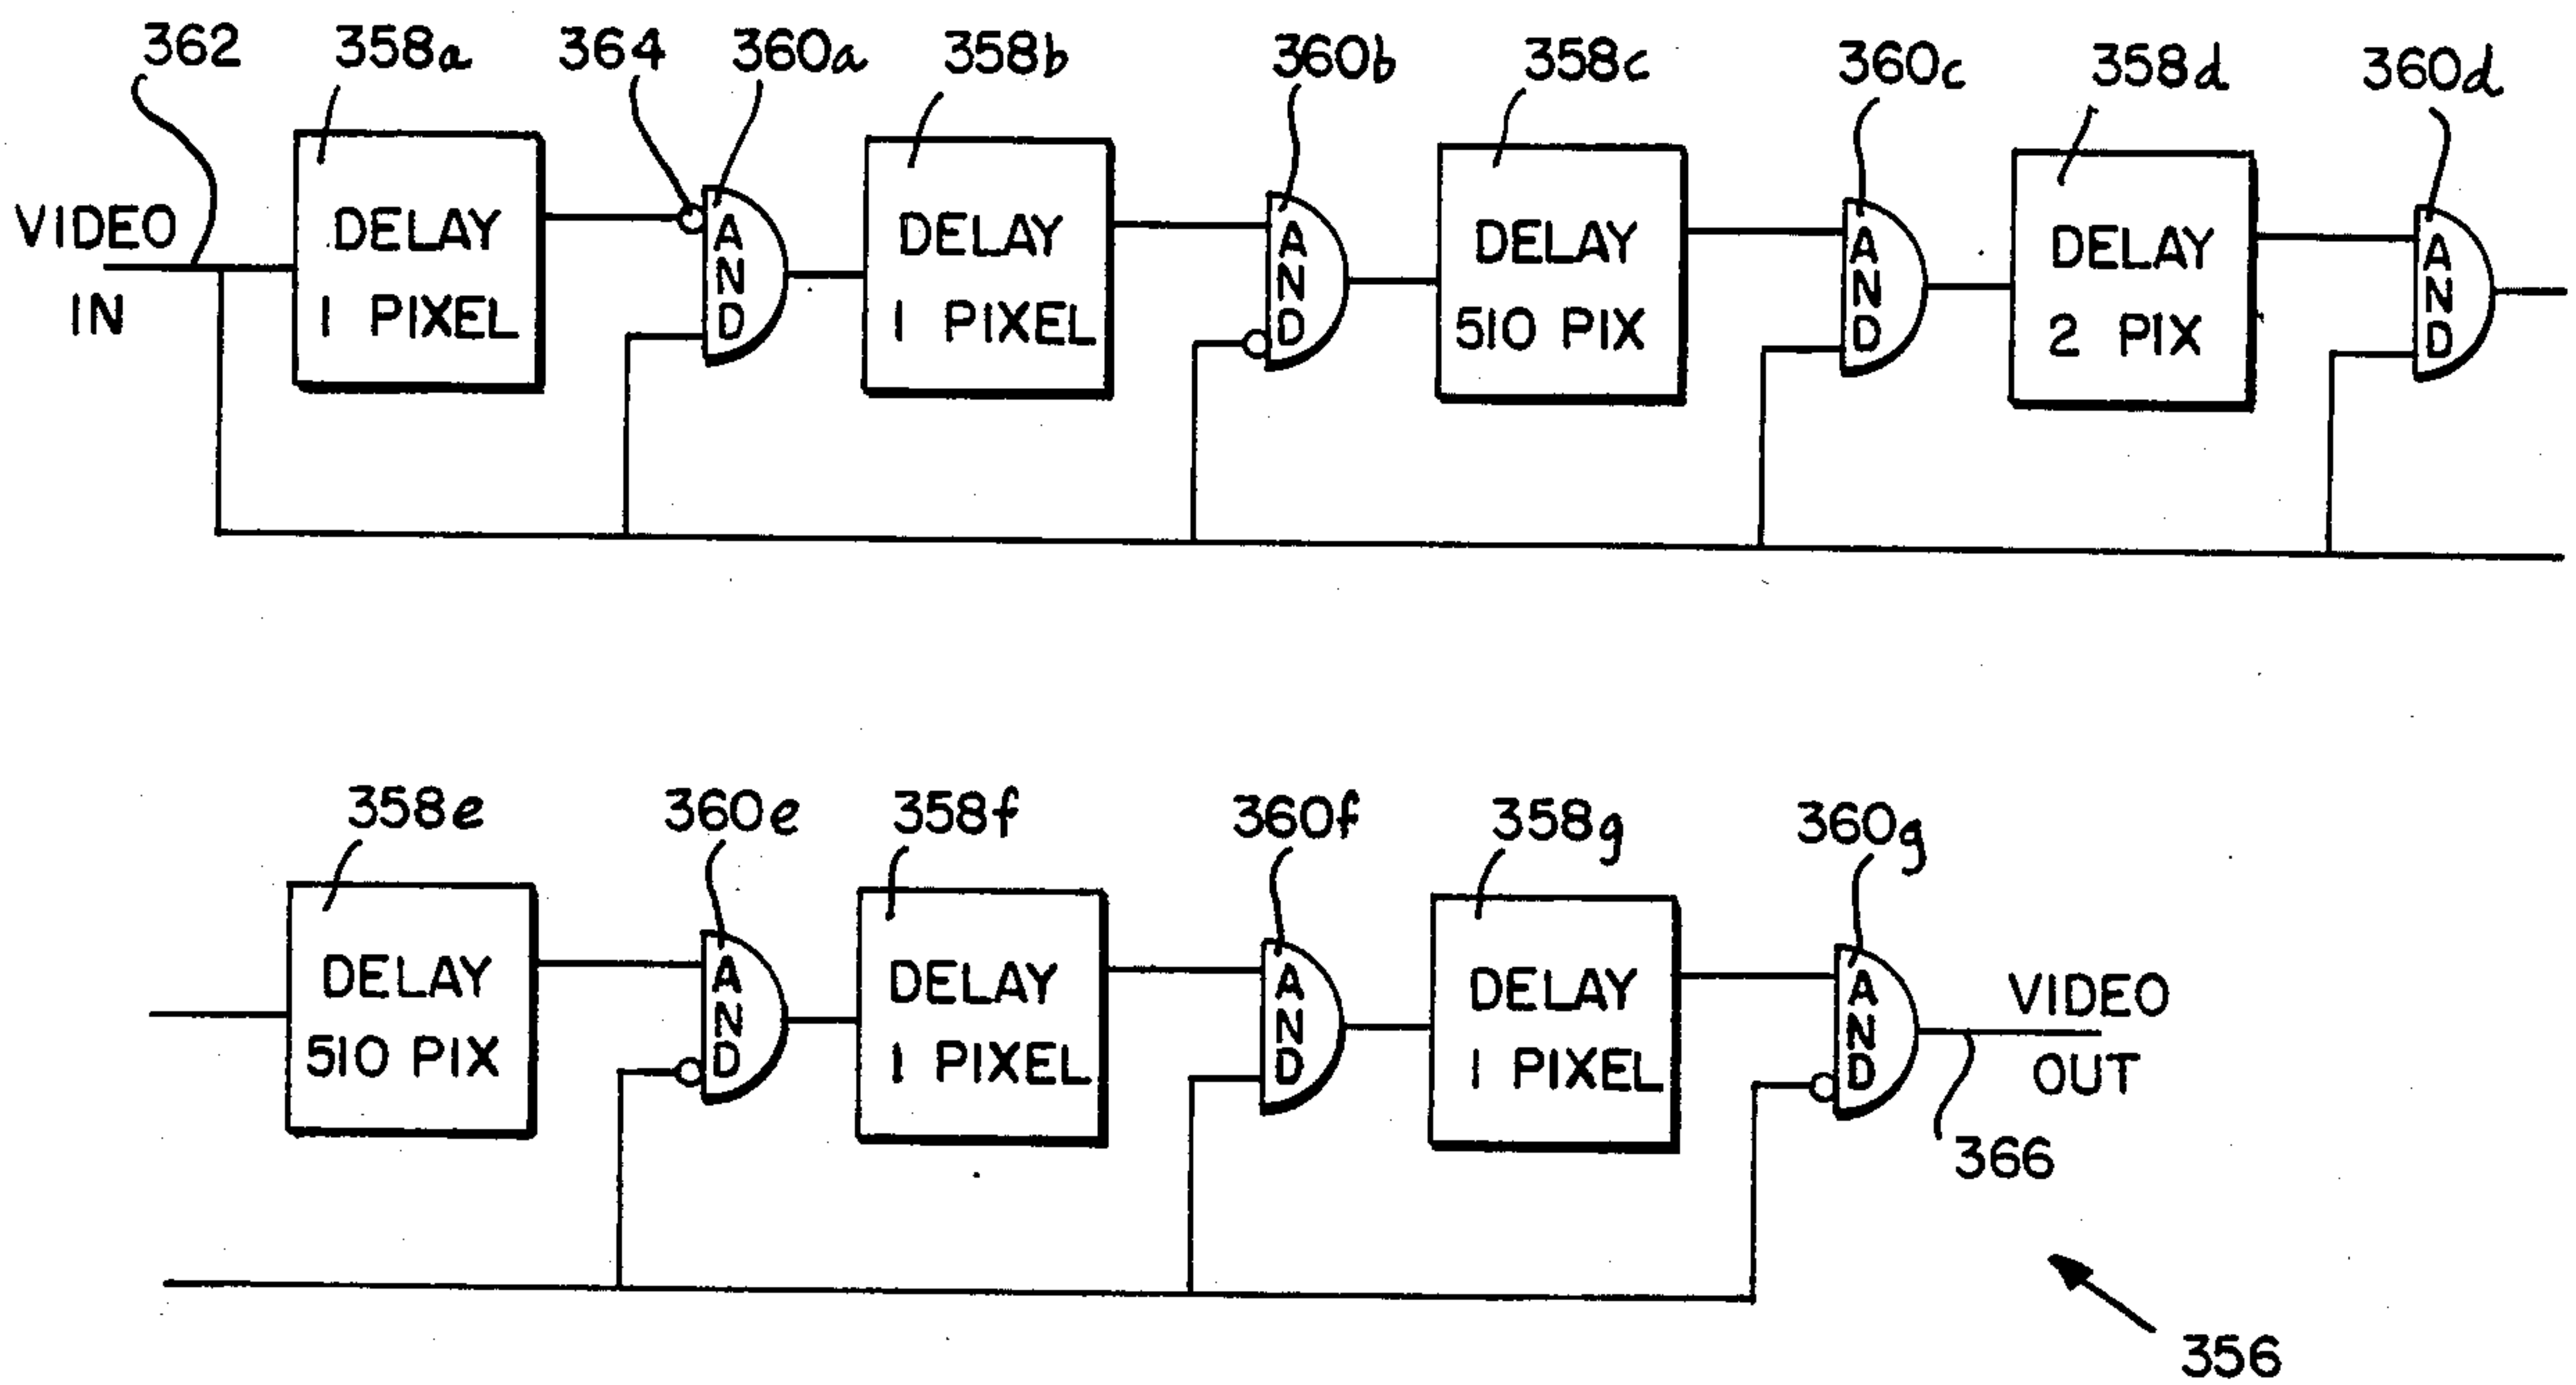 362
358a
364
360a
358b
360b
358c
360c
358d
360d
VIDEO
IN
DELAY
1 PIXEL
AND
DELAY
1 PIXEL
AND
DELAY
510 PIX
AND
DELAY
2 PIX
AND
358e
360e
358f
360f
358g
360g
DELAY
510 PIX
AND
DELAY
1 PIXEL
AND
DELAY
1 PIXEL
AND
VIDEO
OUT
366
356